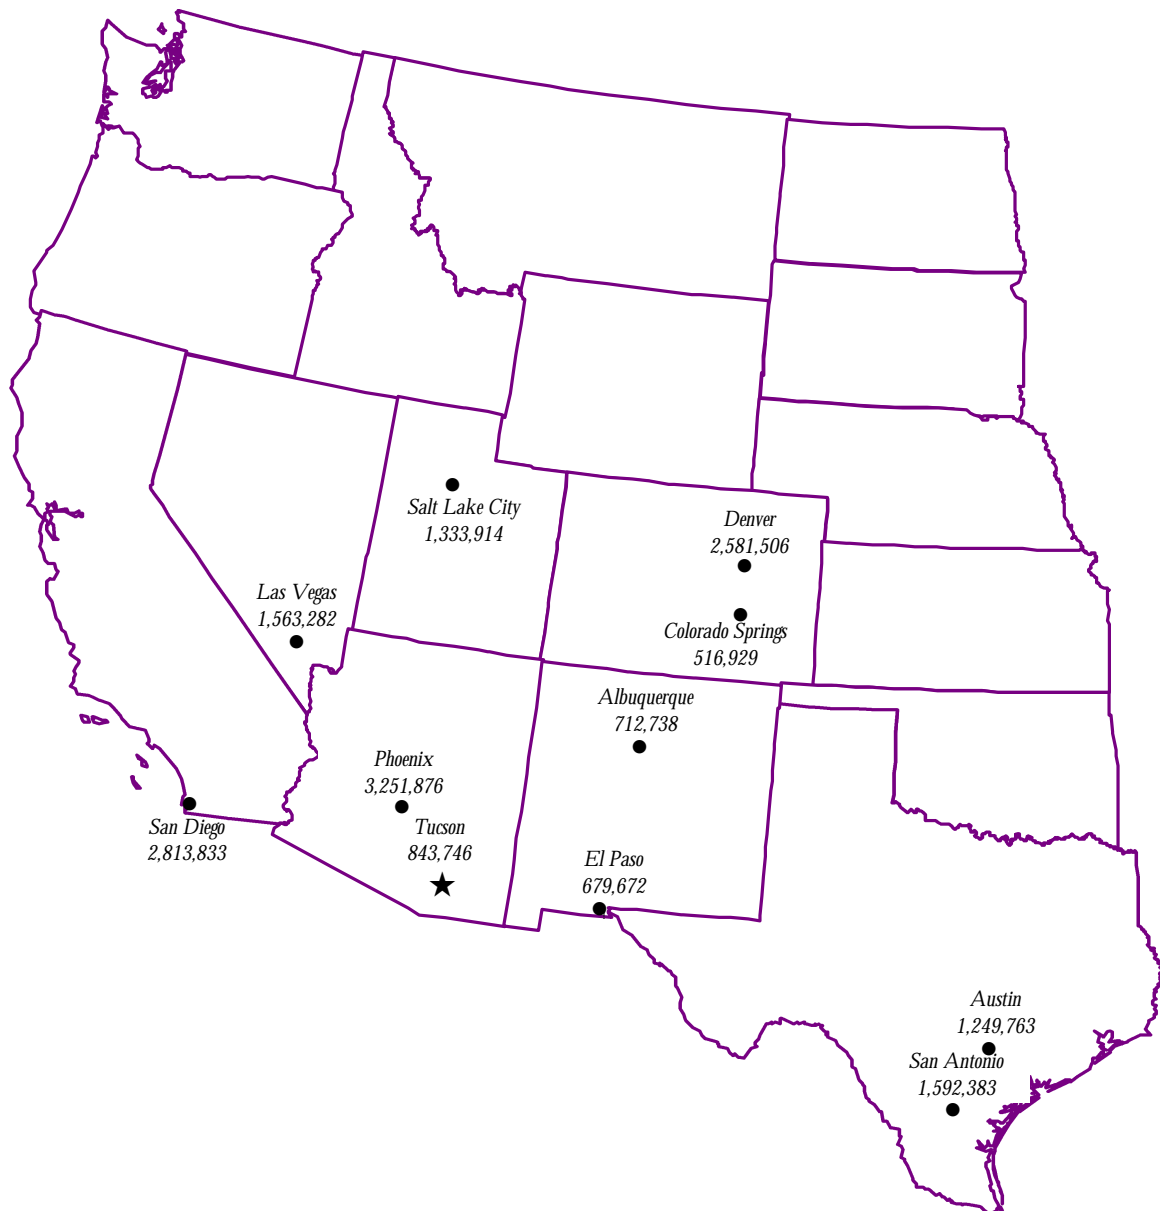 Salt Lake City
1,333,914
Denver
2,581,506
Las Vegas
1,563,282
Colorado Springs
516,929
Albuquerque
712,738
Phoenix
3,251,876
San Diego
2,813,833
Tucson
843,746
El Paso
679,672
Austin
1,249,763
San Antonio
1,592,383